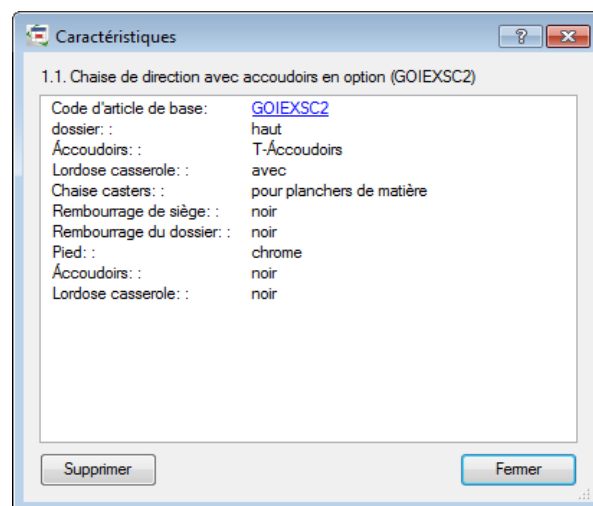 Caractéristiques
1.1. Chaise de direction avec accoudoirs en option (GOIEXSC2)
Code d'article de base: GOIEXSC2
dossier: : haut
Áccoudoirs: : T-Áccoudoirs
Lordose casserole: : avec
Chaise casters: : pour planchers de matière
Rembourrage de siège: : noir
Rembourrage du dossier: : noir
Pied: : chrome
Áccoudoirs: : noir
Lordose casserole: : noir
Supprimer Fermer